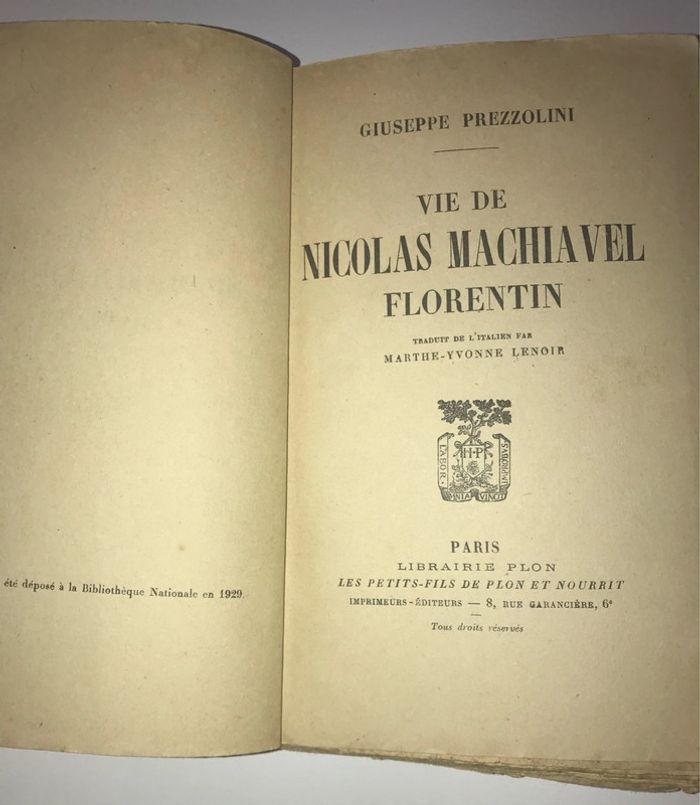 été déposé à la Bibliothèque Nationale en 1929.
GIUSEPPE PREZZOLINI
VIE DE
NICOLAS MACHIAVEL
FLORENTIN
TRADUIT DE L'ITALIEN PAR
MARTHE-YVONNE LENOIR
LABOR
H·P
IMPROBUS
OMNIA VINCIT
PARIS
LIBRAIRIE PLON
LES PETITS-FILS DE PLON ET NOURRIT
IMPRIMEURS-ÉDITEURS — 8, RUE GARANCIÈRE, 6e
Tous droits réservés